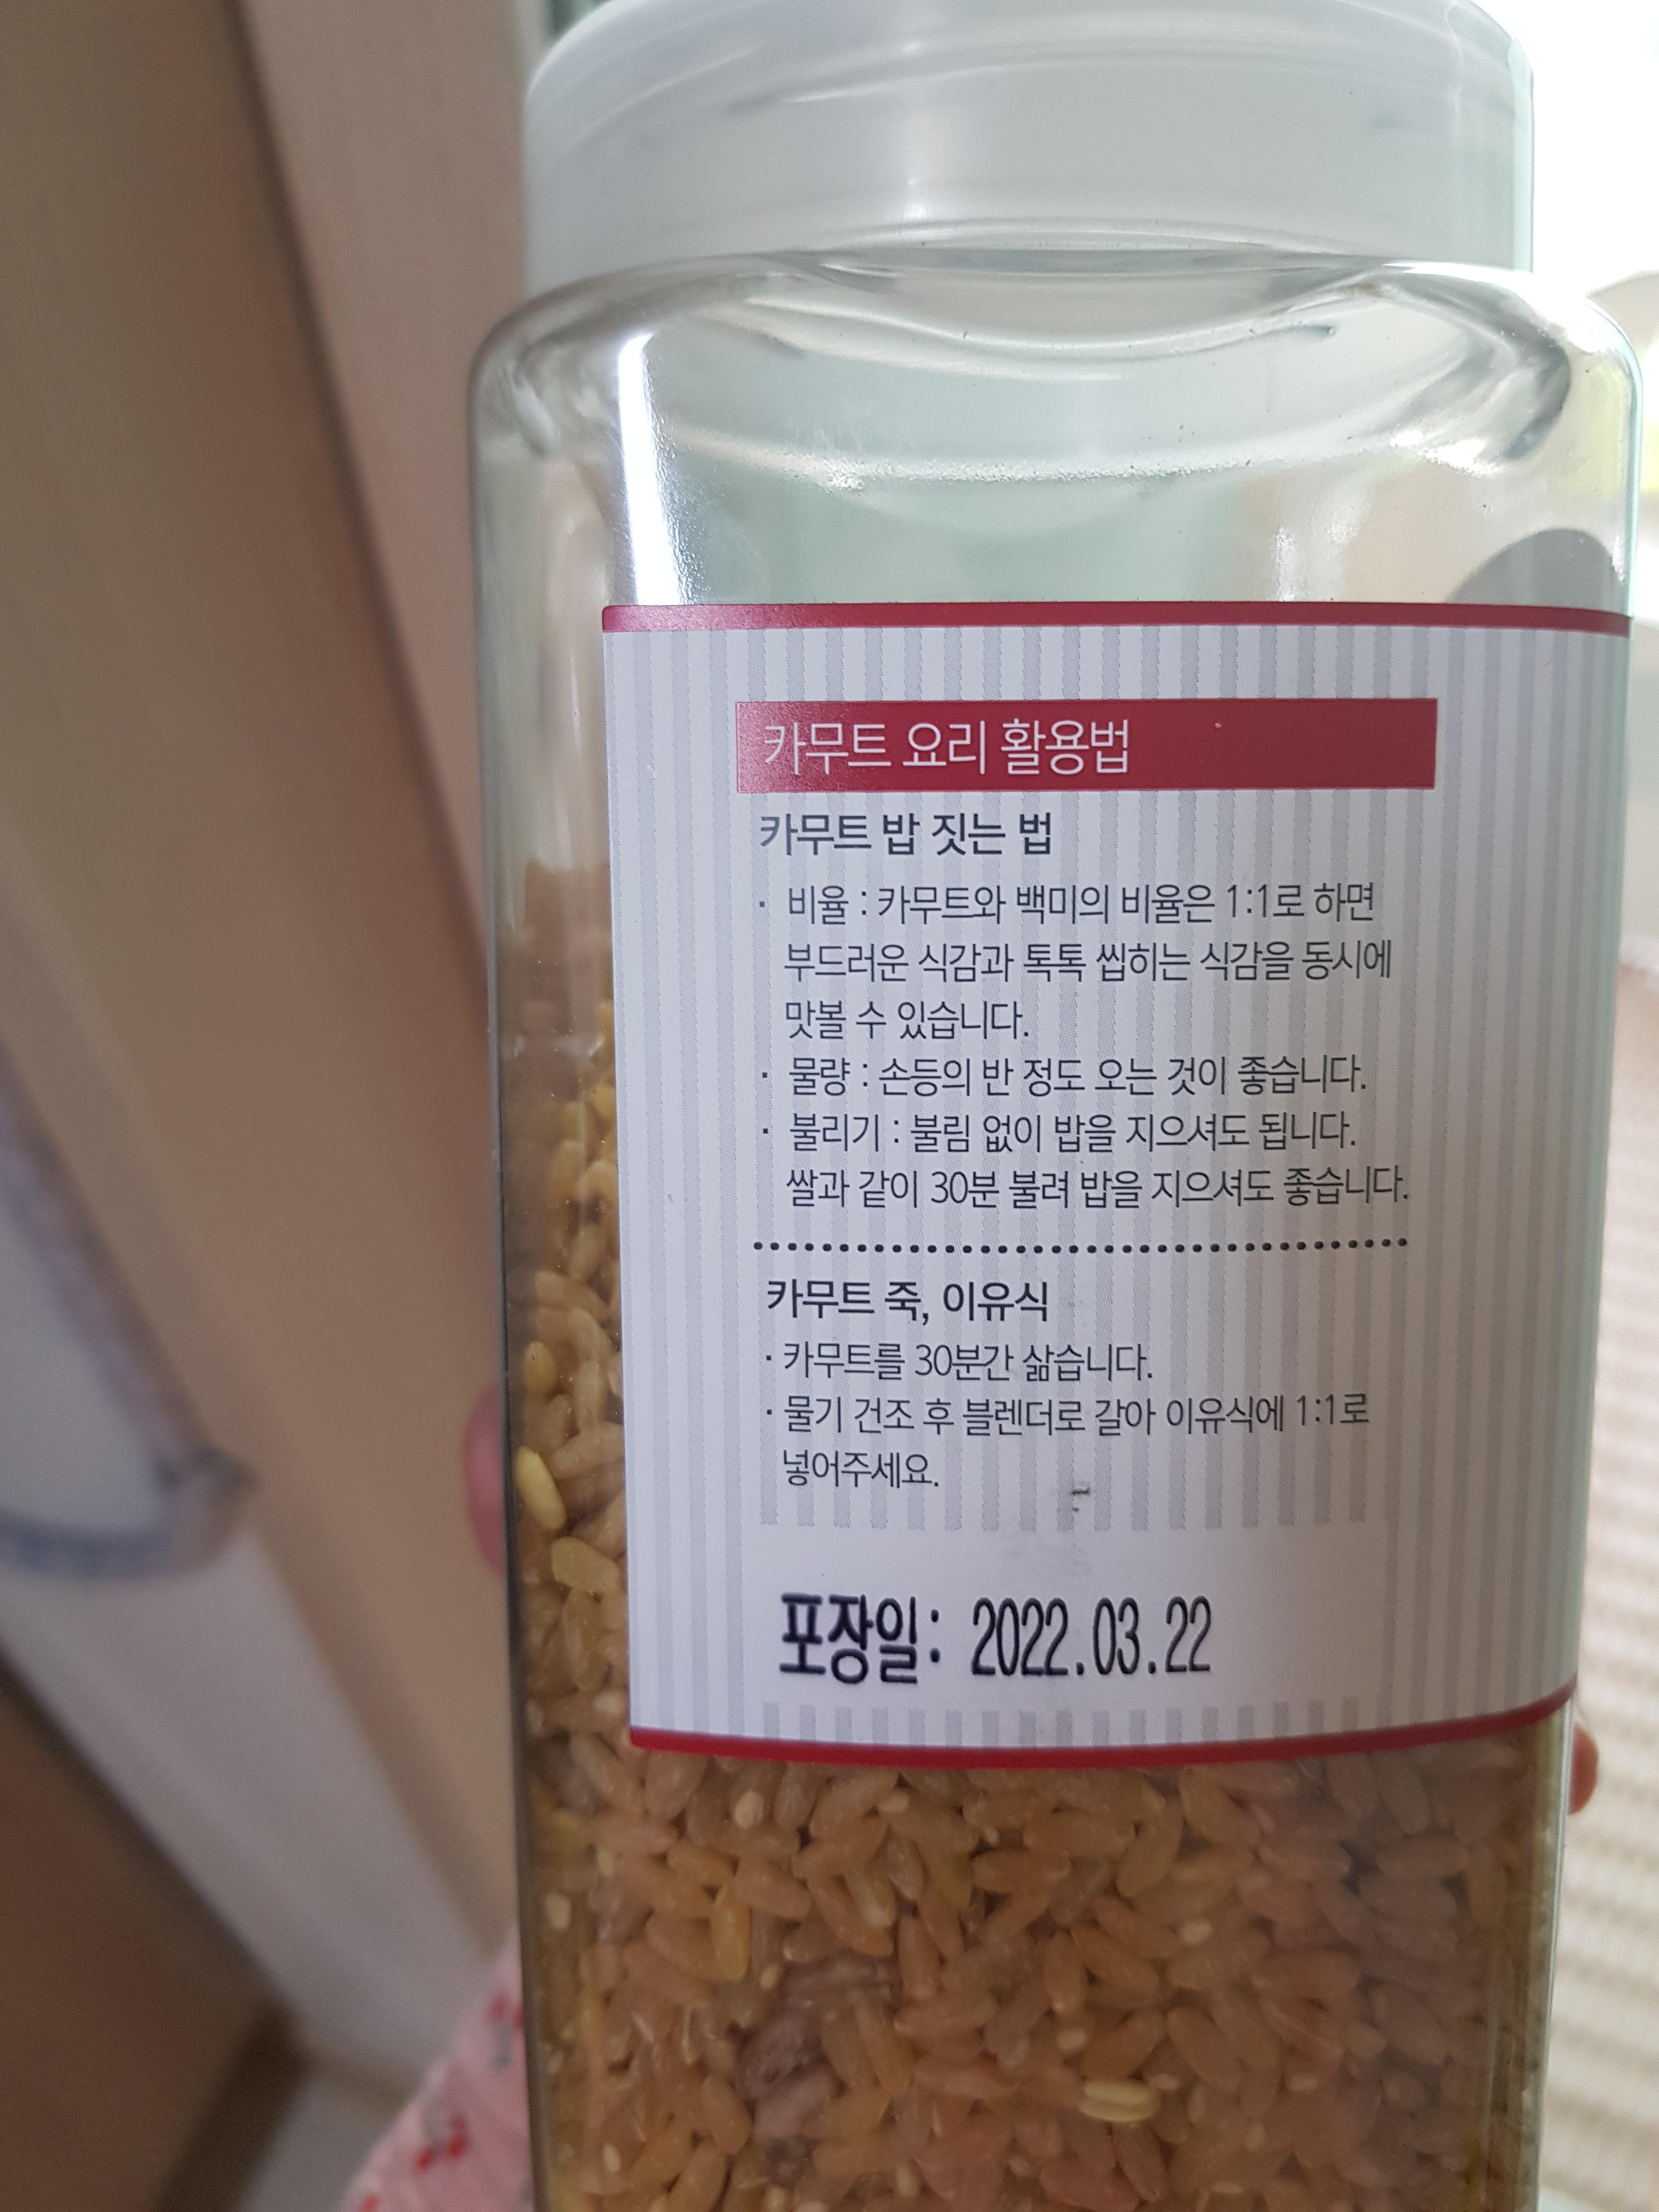 카무트 요리 활용법
카무트 밥 짓는 법
· 비율 : 카무트와 백미의 비율은 1:1로 하면
부드러운 식감과 톡톡 씹히는 식감을 동시에
맛볼 수 있습니다.
· 물량 : 손등의 반 정도 오는 것이 좋습니다.
· 불리기 : 불림 없이 밥을 지으셔도 됩니다.
쌀과 같이 30분 불려 밥을 지으셔도 좋습니다.
카무트 죽, 이유식
· 카무트를 30분간 삶습니다.
· 물기 건조 후 블렌더로 갈아 이유식에 1:1로
넣어주세요.
포장일: 2022.03.22